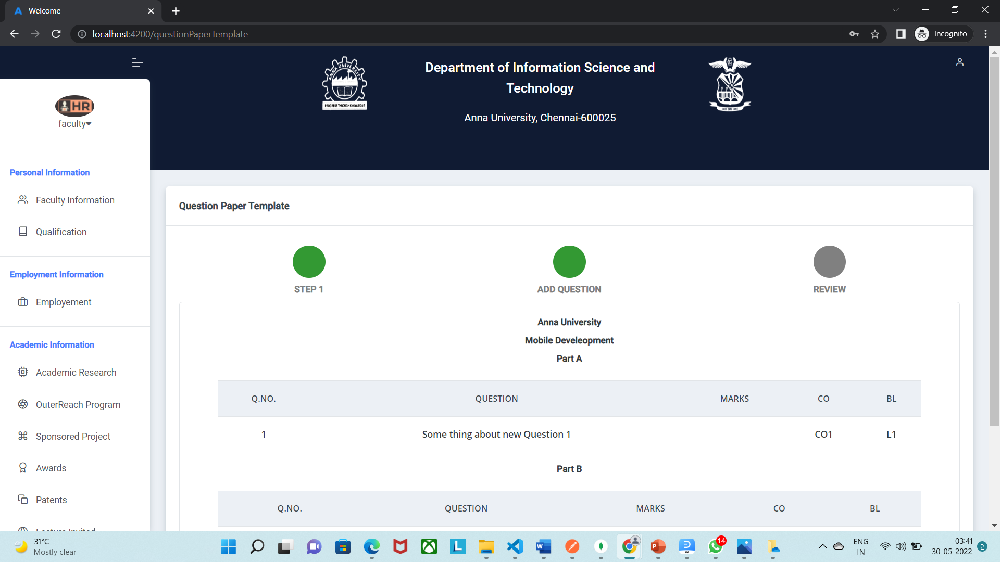 Welcome
localhost:4200/questionPaperTemplate
Incognito
ANNA UNIVERSITY
PROGRESS THROUGH KNOWLEDGE
Department of Information Science and
Technology
Anna University, Chennai-600025
HR
faculty
Personal Information
Faculty Information
Qualification
Employment Information
Employement
Academic Information
Academic Research
OuterReach Program
Sponsored Project
Awards
Patents
Lecture Invited
Question Paper Template
STEP 1
ADD QUESTION
REVIEW
Anna University
Mobile Develeopment
Part A
Q.NO. QUESTION MARKS CO BL
1 Some thing about new Question 1 CO1 L1
Part B
Q.NO. QUESTION MARKS CO BL
31°C
Mostly clear
14
ENG
IN
03:41
30-05-2022
2